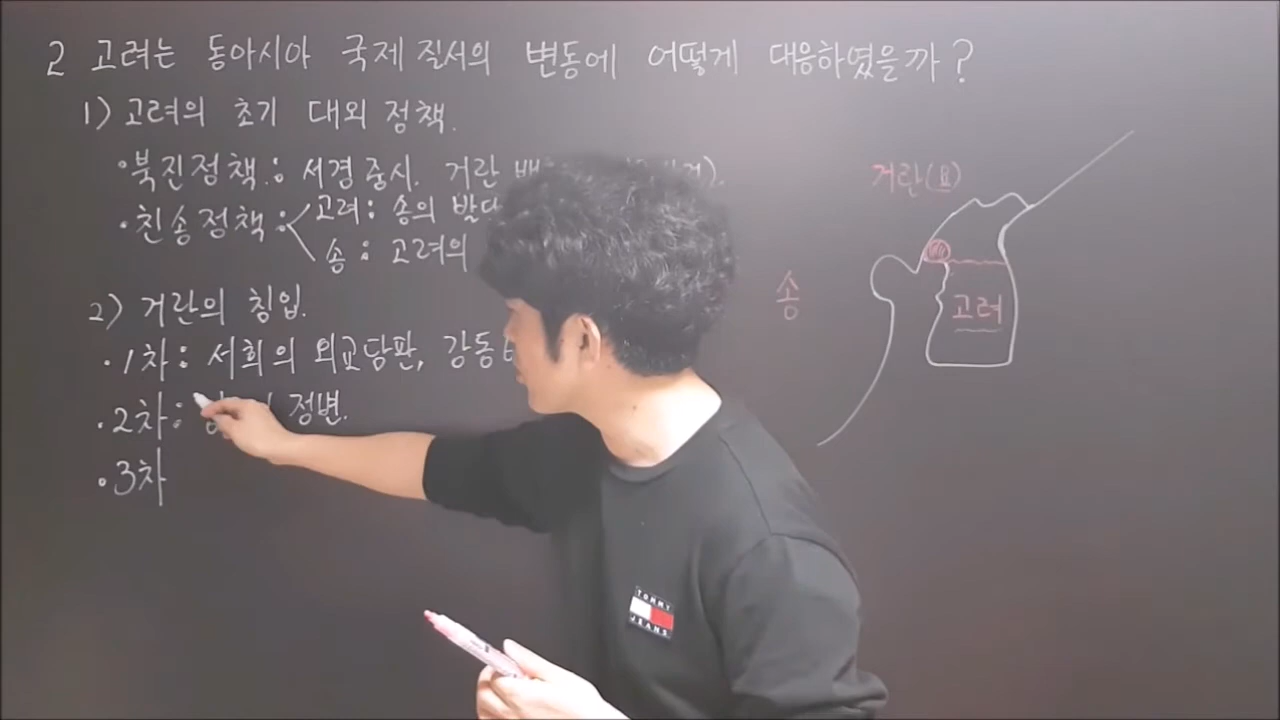 2 고려는 동아시아 국제 질서의 변동에 어떻게 대응하였을까?
1) 고려의 초기 대외 정책.
·북진정책: 서경 중시. 거란
·친송정책: 고려: 송의
송: 고려의
2) 거란의 침입.
·1차: 서희의 외교담판, 강동
·2차: 정변.
·3차
거란(요)
송
고려
TOMMY
JEANS